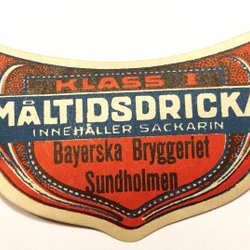 KLASS I
MÅLTIDSDRICKA
INNEHÅLLER SACKARIN
Bayerska Bryggeriet
Sundholmen